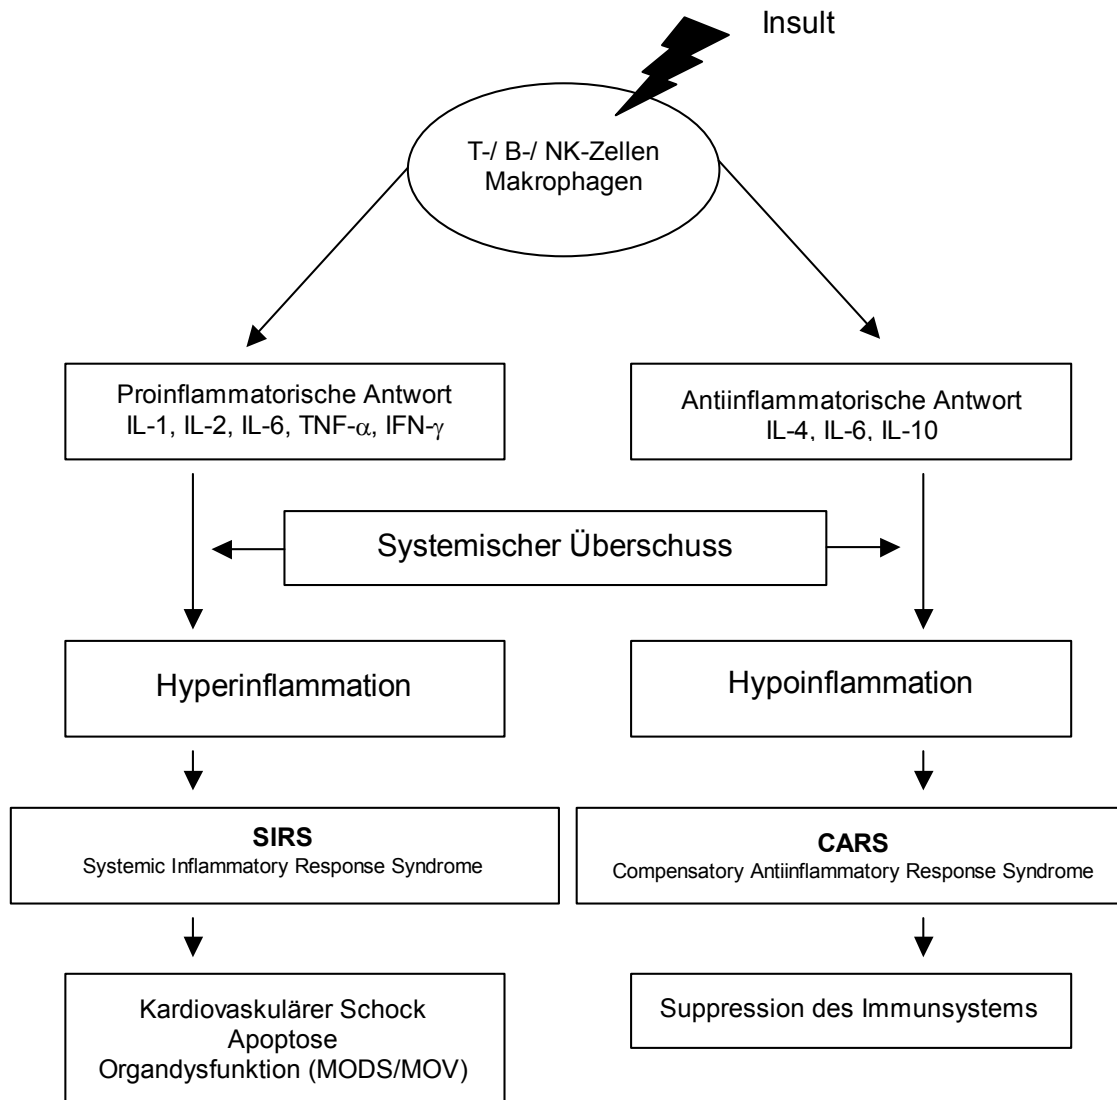 Insult
T-/ B-/ NK-Zellen
Makrophagen
Proinflammatorische Antwort
IL-1, IL-2, IL-6, TNF-α, IFN-γ
Antiinflammatorische Antwort
IL-4, IL-6, IL-10
Systemischer Überschuss
Hyperinflammation
Hypoinflammation
SIRS
Systemic Inflammatory Response Syndrome
CARS
Compensatory Antiinflammatory Response Syndrome
Kardiovaskulärer Schock
Apoptose
Organdysfunktion (MODS/MOV)
Suppression des Immunsystems